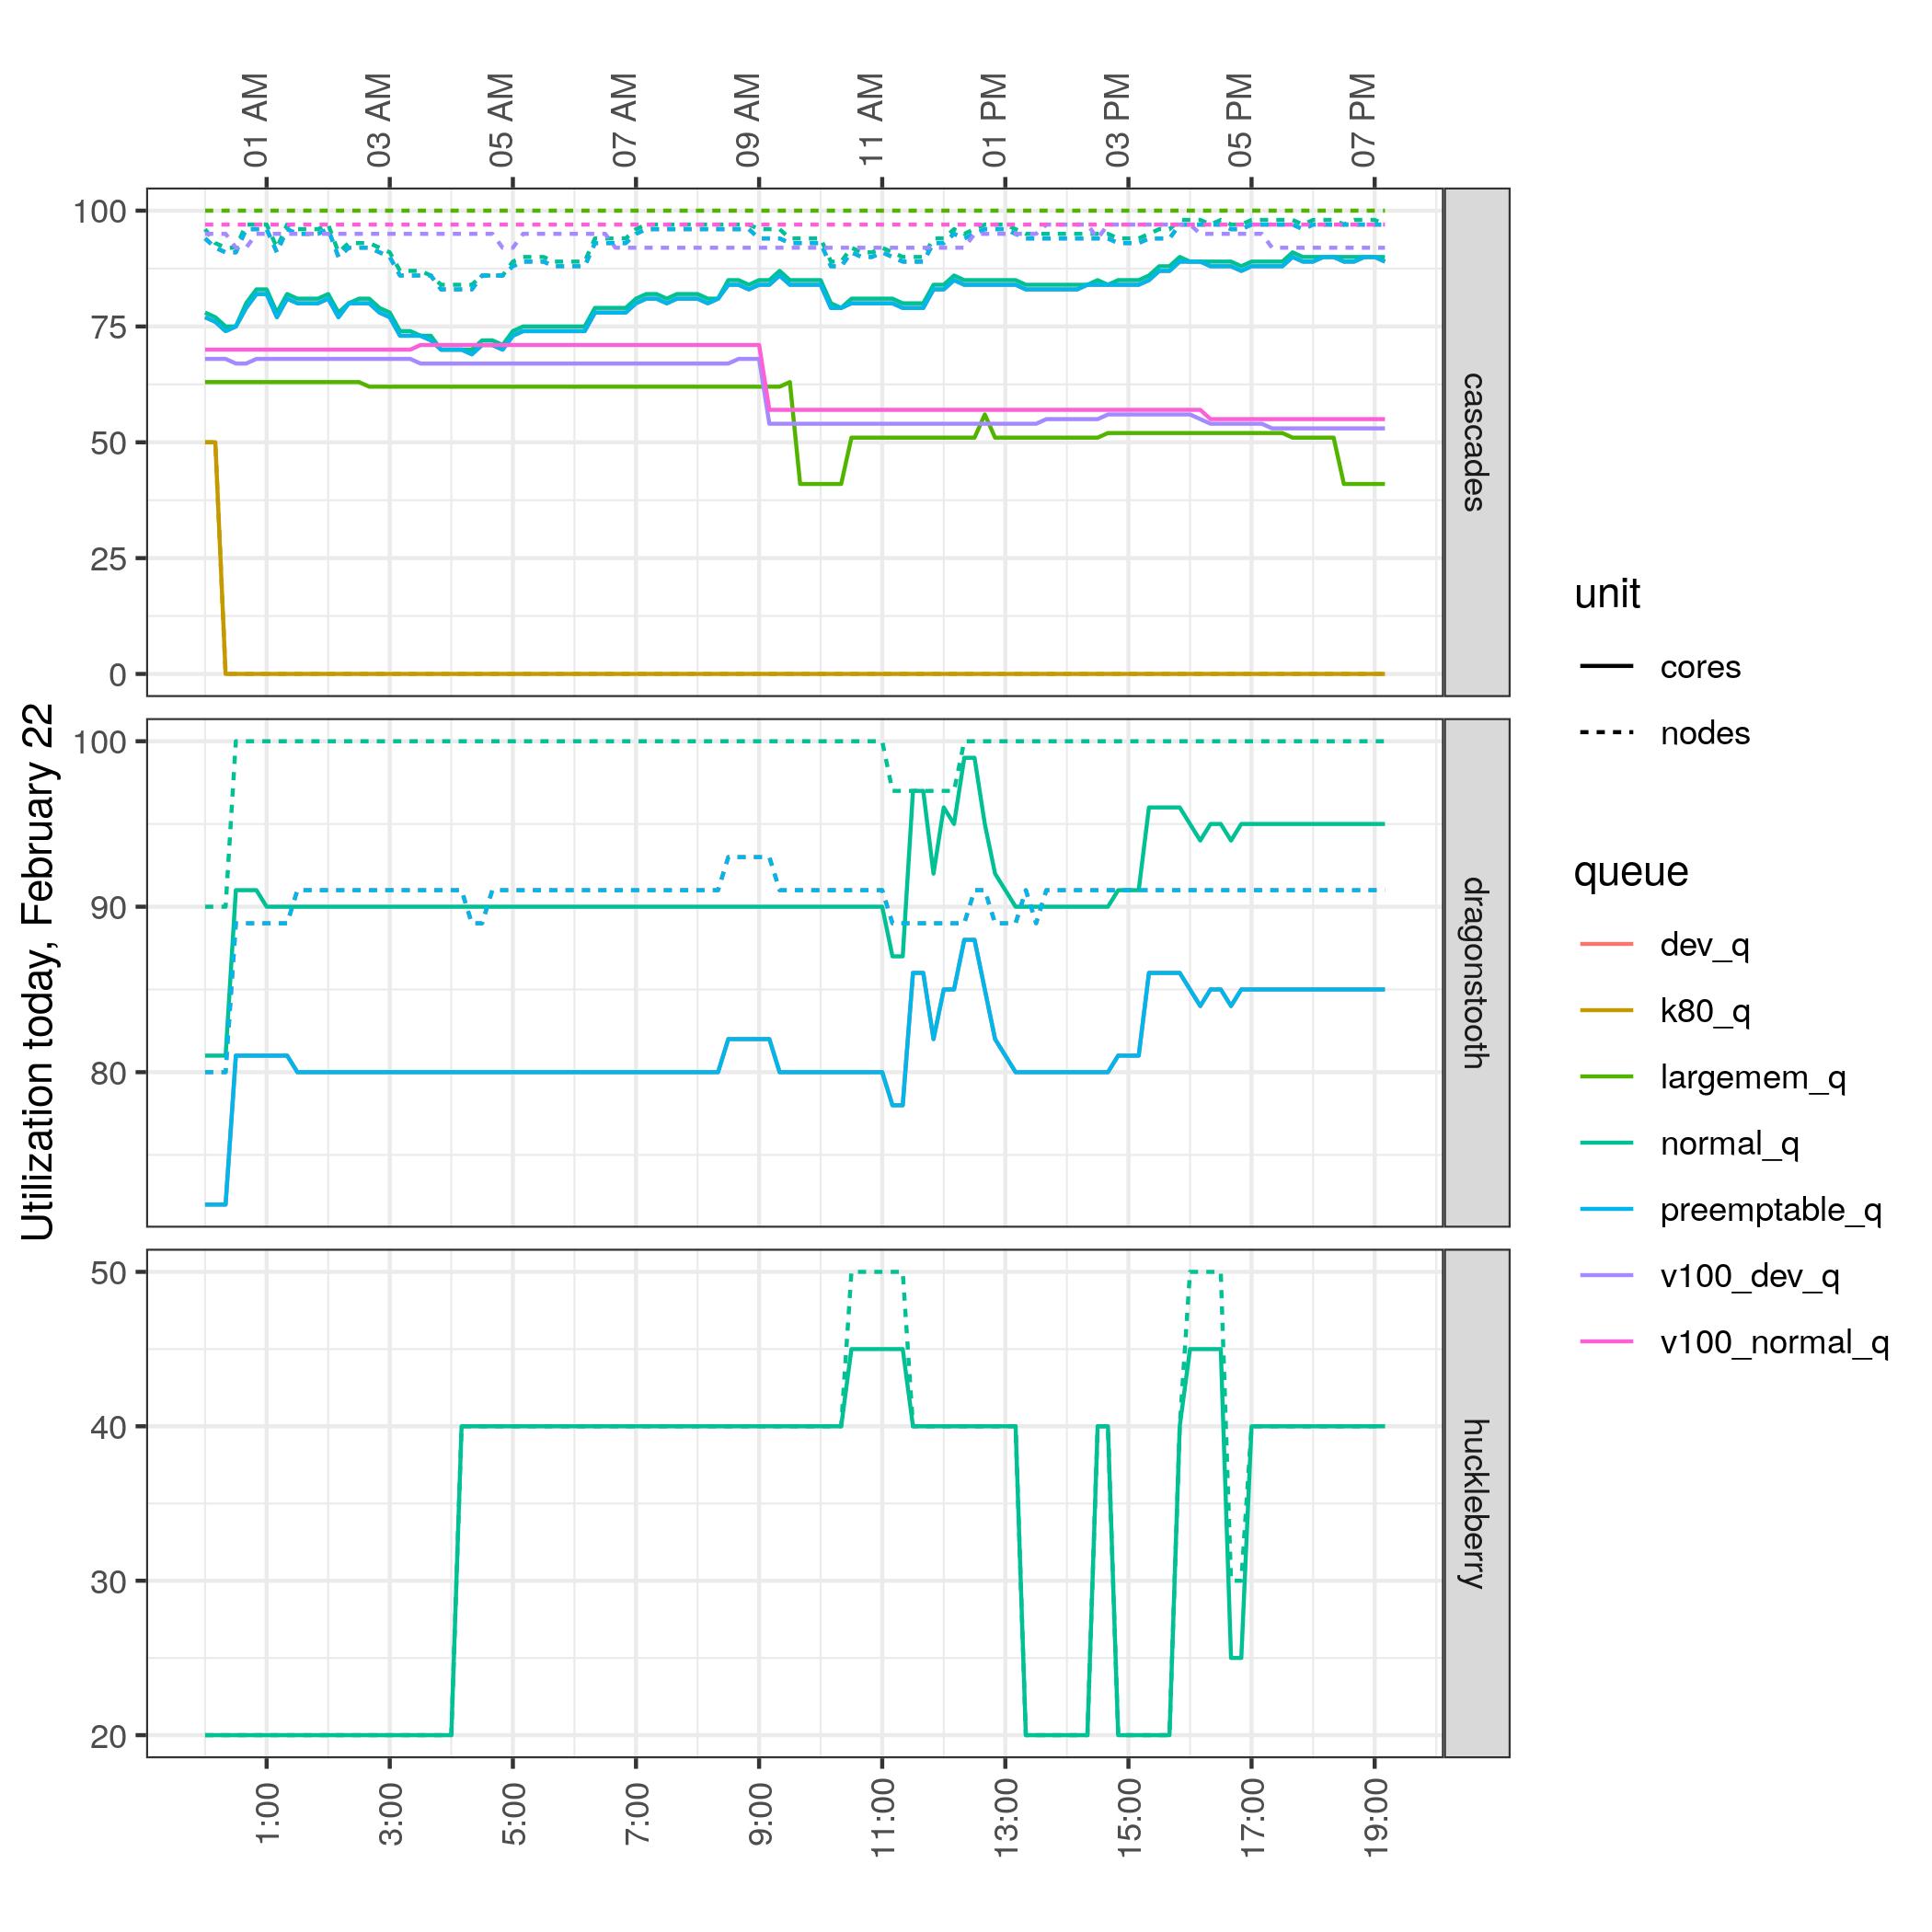 01 AM
03 AM
05 AM
07 AM
09 AM
11 AM
01 PM
03 PM
05 PM
07 PM
Utilization today, February 22
100
75
50
25
0
cascades
100
90
80
dragonstooth
50
40
30
20
huckleberry
1:00
3:00
5:00
7:00
9:00
11:00
13:00
15:00
17:00
19:00
unit
cores
nodes
queue
dev_q
k80_q
largemem_q
normal_q
preemptable_q
v100_dev_q
v100_normal_q